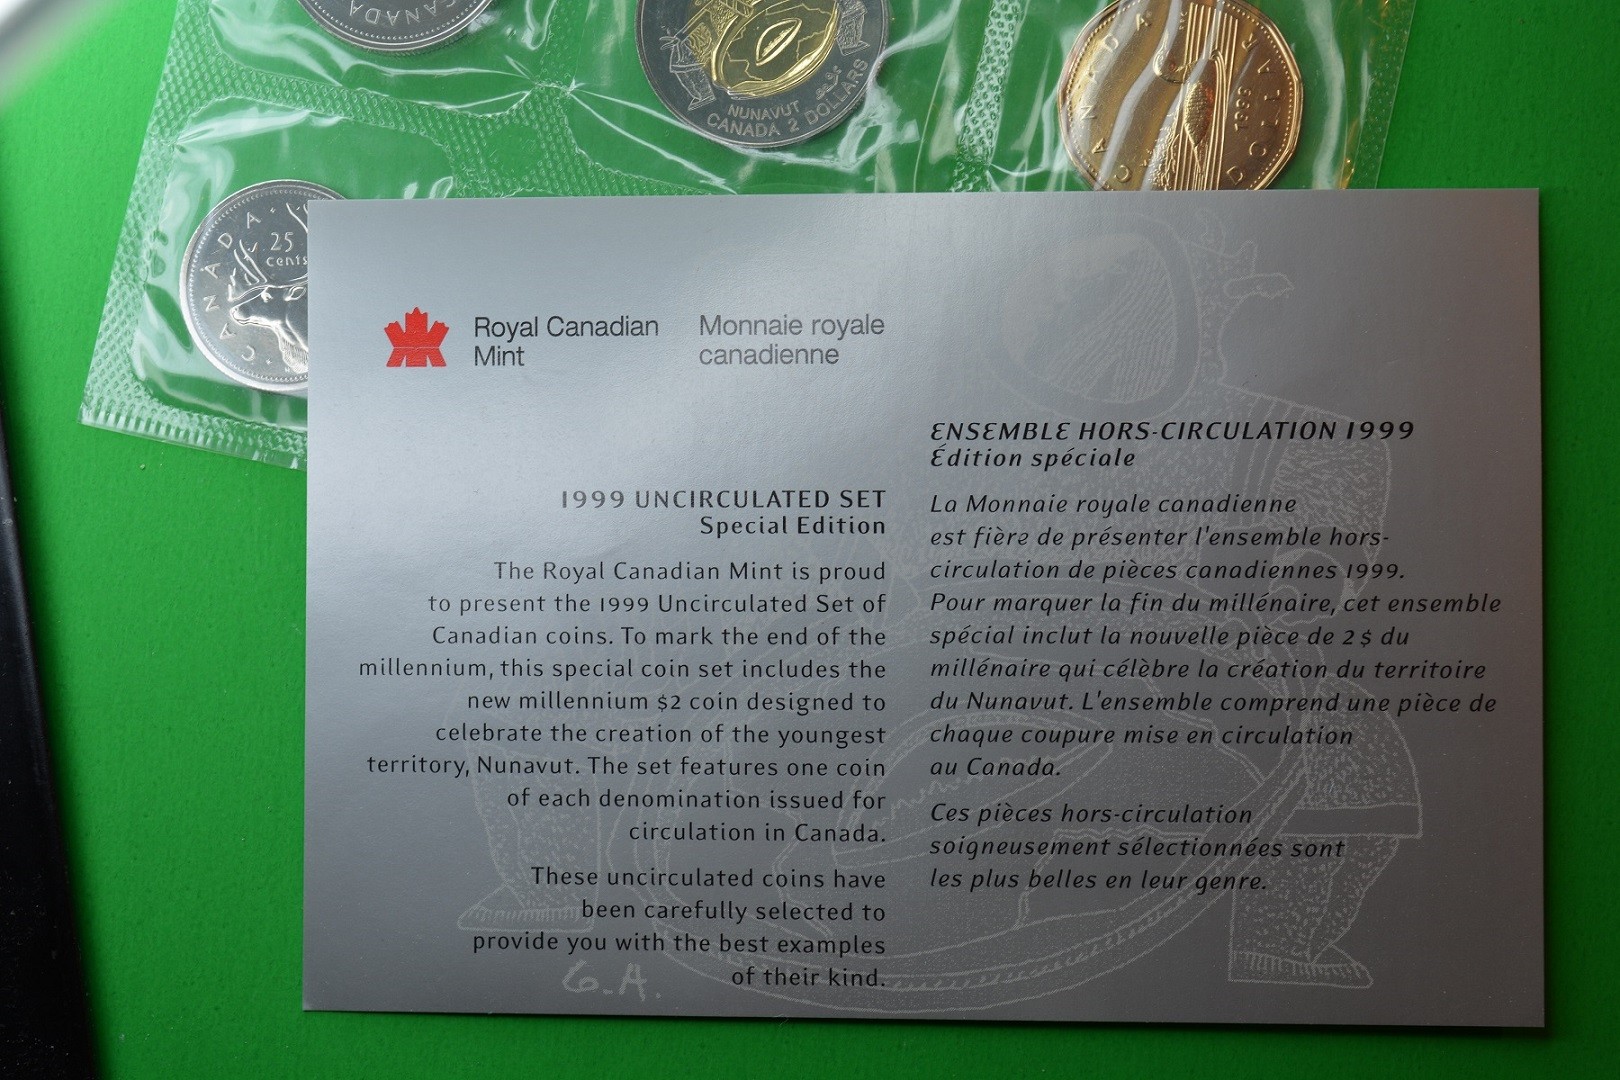 CANADA
NUNAVUT
CANADA 2 DOLLARS
CANADA
DOLLAR
1999
CANADA
25
cents
Royal Canadian
Mint
Monnaie royale
canadienne
1999 UNCIRCULATED SET
Special Edition
The Royal Canadian Mint is proud
to present the 1999 Uncirculated Set of
Canadian coins. To mark the end of the
millennium, this special coin set includes the
new millennium $2 coin designed to
celebrate the creation of the youngest
territory, Nunavut. The set features one coin
of each denomination issued for
circulation in Canada.
These uncirculated coins have
been carefully selected to
provide you with the best examples
of their kind.
G.A.
ENSEMBLE HORS-CIRCULATION 1999
Édition spéciale
La Monnaie royale canadienne
est fière de présenter l'ensemble hors-
circulation de pièces canadiennes 1999.
Pour marquer la fin du millénaire, cet ensemble
spécial inclut la nouvelle pièce de 2 $ du
millénaire qui célèbre la création du territoire
du Nunavut. L'ensemble comprend une pièce de
chaque coupure mise en circulation
au Canada.
Ces pièces hors-circulation
soigneusement sélectionnées sont
les plus belles en leur genre.